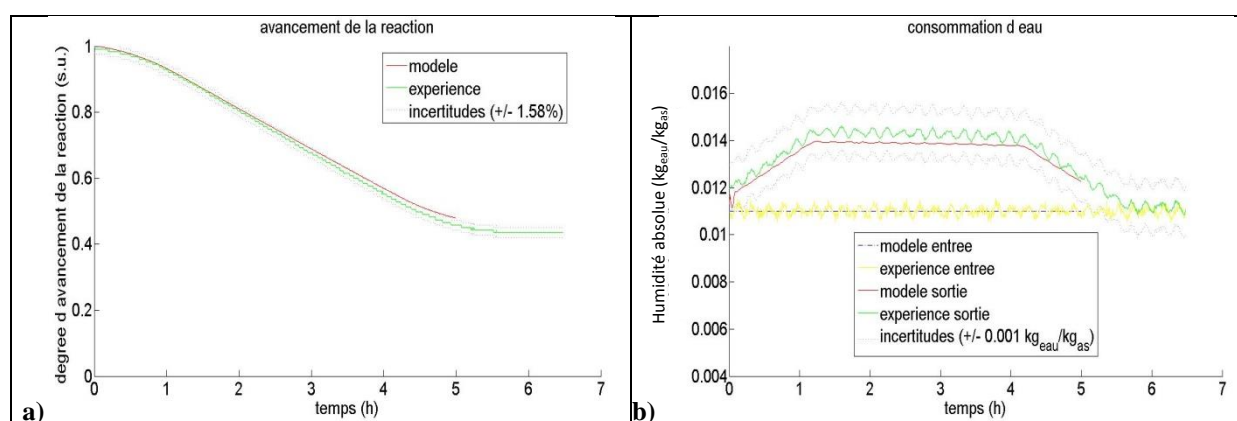 avancement de la reaction
degree d avancement de la reaction (s.u.)
1
0.8
0.6
0.4
0.2
0
modele
experience
incertitudes (+/- 1.58%)
0 1 2 3 4 5 6 7
temps (h)
a)
consommation d eau
Humidité absolue (kgeau/kgas)
0.016
0.014
0.012
0.01
0.008
0.006
0.004
modele entree
experience entree
modele sortie
experience sortie
incertitudes (+/- 0.001 kgeau/kgas)
0 1 2 3 4 5 6 7
temps (h)
b)